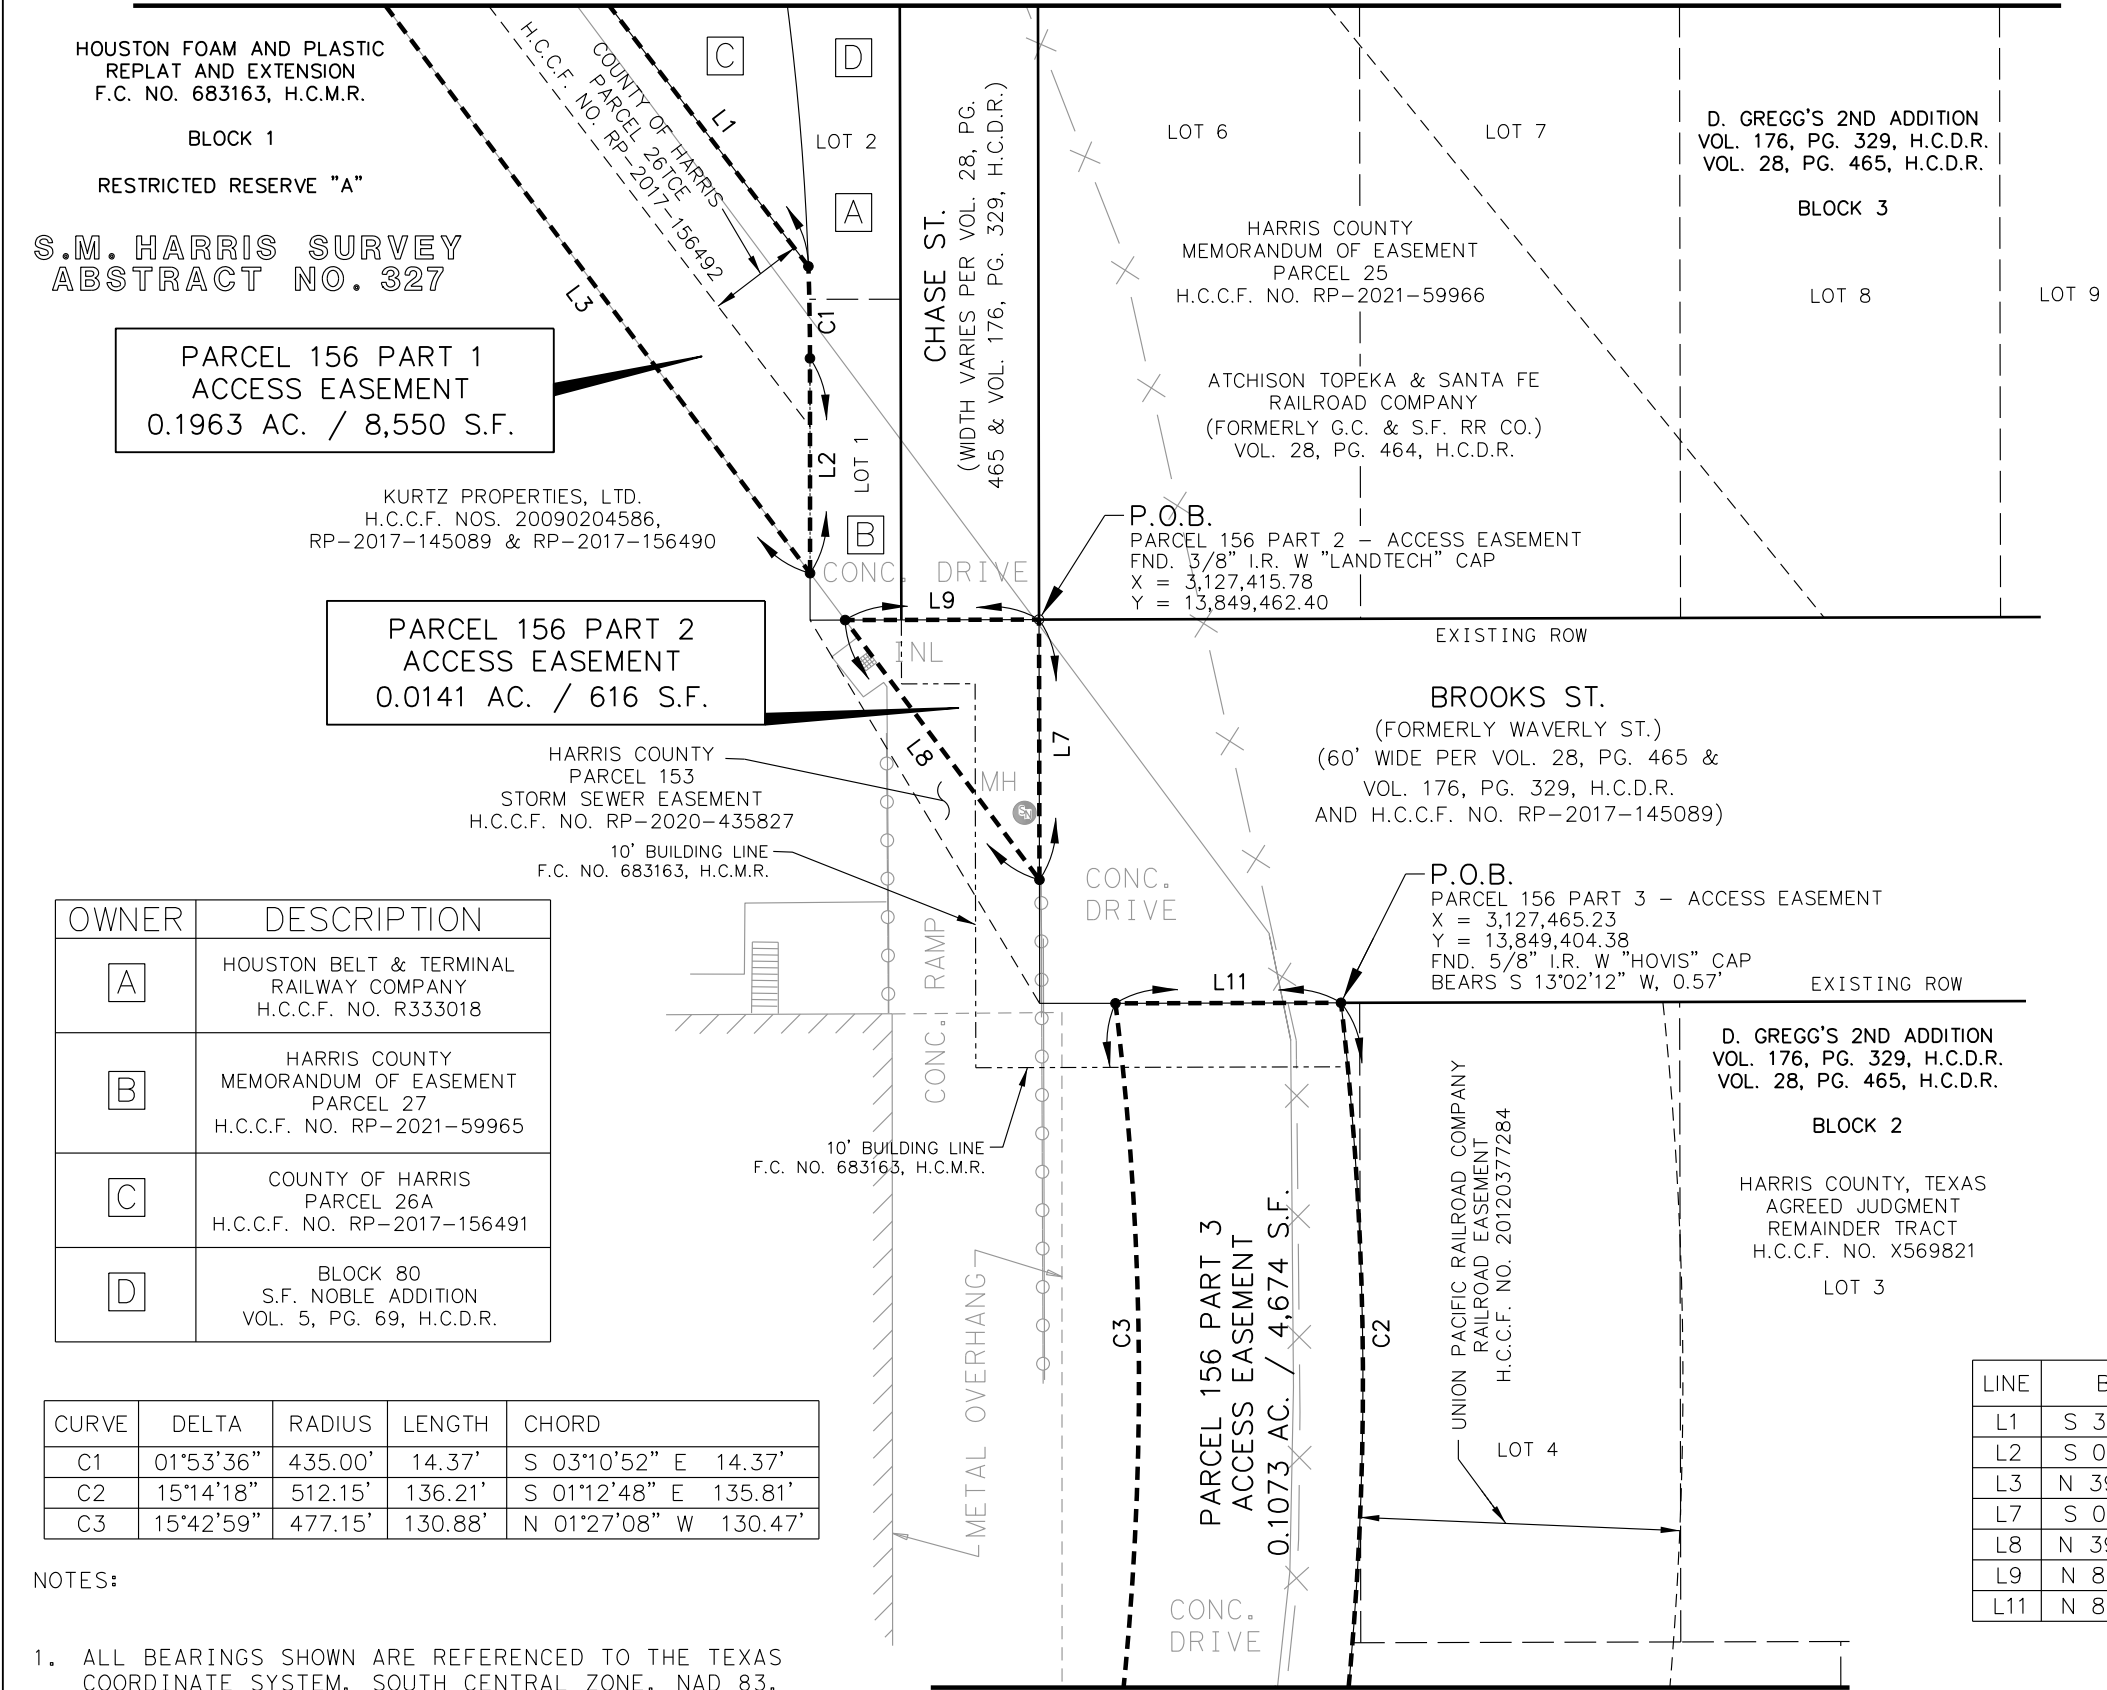 HOUSTON FOAM AND PLASTIC
REPLAT AND EXTENSION
F.C. NO. 683163, H.C.M.R.
BLOCK 1
RESTRICTED RESERVE "A"
S.M. HARRIS SURVEY
ABSTRACT NO. 327
PARCEL 156 PART 1
ACCESS EASEMENT
0.1963 AC. / 8,550 S.F.
KURTZ PROPERTIES, LTD.
H.C.C.F. NOS. 20090204586,
RP-2017-145089 & RP-2017-156490
COUNTY OF HARRIS
PARCEL 26TCE
H.C.C.F. NO. RP-2017-156492
L1
L3
C1
L2
C
D
LOT 2
A
LOT 1
B
CHASE ST.
(WIDTH VARIES PER VOL. 28, PG.
465 & VOL. 176, PG. 329, H.C.D.R.)
LOT 6
LOT 7
HARRIS COUNTY
MEMORANDUM OF EASEMENT
PARCEL 25
H.C.C.F. NO. RP-2021-59966
ATCHISON TOPEKA & SANTA FE
RAILROAD COMPANY
(FORMERLY G.C. & S.F. RR CO.)
VOL. 28, PG. 464, H.C.D.R.
D. GREGG'S 2ND ADDITION
VOL. 176, PG. 329, H.C.D.R.
VOL. 28, PG. 465, H.C.D.R.
BLOCK 3
LOT 8
LOT 9
P.O.B.
PARCEL 156 PART 2 - ACCESS EASEMENT
FND. 3/8" I.R. W "LANDTECH" CAP
X = 3,127,415.78
Y = 13,849,462.40
CONC. DRIVE
L9
PARCEL 156 PART 2
ACCESS EASEMENT
0.0141 AC. / 616 S.F.
INL
L8
L7
MH
EXISTING ROW
BROOKS ST.
(FORMERLY WAVERLY ST.)
(60' WIDE PER VOL. 28, PG. 465 &
VOL. 176, PG. 329, H.C.D.R.
AND H.C.C.F. NO. RP-2017-145089)
HARRIS COUNTY
PARCEL 153
STORM SEWER EASEMENT
H.C.C.F. NO. RP-2020-435827
10' BUILDING LINE
F.C. NO. 683163, H.C.M.R.
CONC.
DRIVE
P.O.B.
PARCEL 156 PART 3 - ACCESS EASEMENT
X = 3,127,465.23
Y = 13,849,404.38
FND. 5/8" I.R. W "HOVIS" CAP
BEARS S 13°02'12" W, 0.57'
EXISTING ROW
L11
CONC. RAMP
10' BUILDING LINE
F.C. NO. 683163, H.C.M.R.
OWNER DESCRIPTION
A
HOUSTON BELT & TERMINAL
RAILWAY COMPANY
H.C.C.F. NO. R333018
B
HARRIS COUNTY
MEMORANDUM OF EASEMENT
PARCEL 27
H.C.C.F. NO. RP-2021-59965
C
COUNTY OF HARRIS
PARCEL 26A
H.C.C.F. NO. RP-2017-156491
D
BLOCK 80
S.F. NOBLE ADDITION
VOL. 5, PG. 69, H.C.D.R.
D. GREGG'S 2ND ADDITION
VOL. 176, PG. 329, H.C.D.R.
VOL. 28, PG. 465, H.C.D.R.
BLOCK 2
HARRIS COUNTY, TEXAS
AGREED JUDGMENT
REMAINDER TRACT
H.C.C.F. NO. X569821
LOT 3
UNION PACIFIC RAILROAD COMPANY
RAILROAD EASEMENT
H.C.C.F. NO. 20120377284
LOT 4
METAL OVERHANG
C3
PARCEL 156 PART 3
ACCESS EASEMENT
0.1073 AC. / 4,674 S.F.
C2
CONC.
DRIVE
CURVE DELTA RADIUS LENGTH CHORD
C1 01°53'36" 435.00' 14.37' S 03°10'52" E 14.37'
C2 15°14'18" 512.15' 136.21' S 01°12'48" E 135.81'
C3 15°42'59" 477.15' 130.88' N 01°27'08" W 130.47'
LINE B
L1 S 3
L2 S 0
L3 N 39
L7 S 0
L8 N 39
L9 N 8
L11 N 8
NOTES:
1. ALL BEARINGS SHOWN ARE REFERENCED TO THE TEXAS
COORDINATE SYSTEM, SOUTH CENTRAL ZONE, NAD 83,